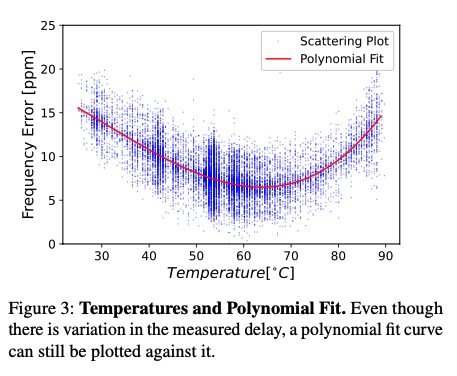 25
20
15
10
5
0
Frequency Error [ppm]
Scattering Plot
Polynomial Fit
30 40 50 60 70 80 90
Temperature[°C]
Figure 3: Temperatures and Polynomial Fit. Even though
there is variation in the measured delay, a polynomial fit curve
can still be plotted against it.